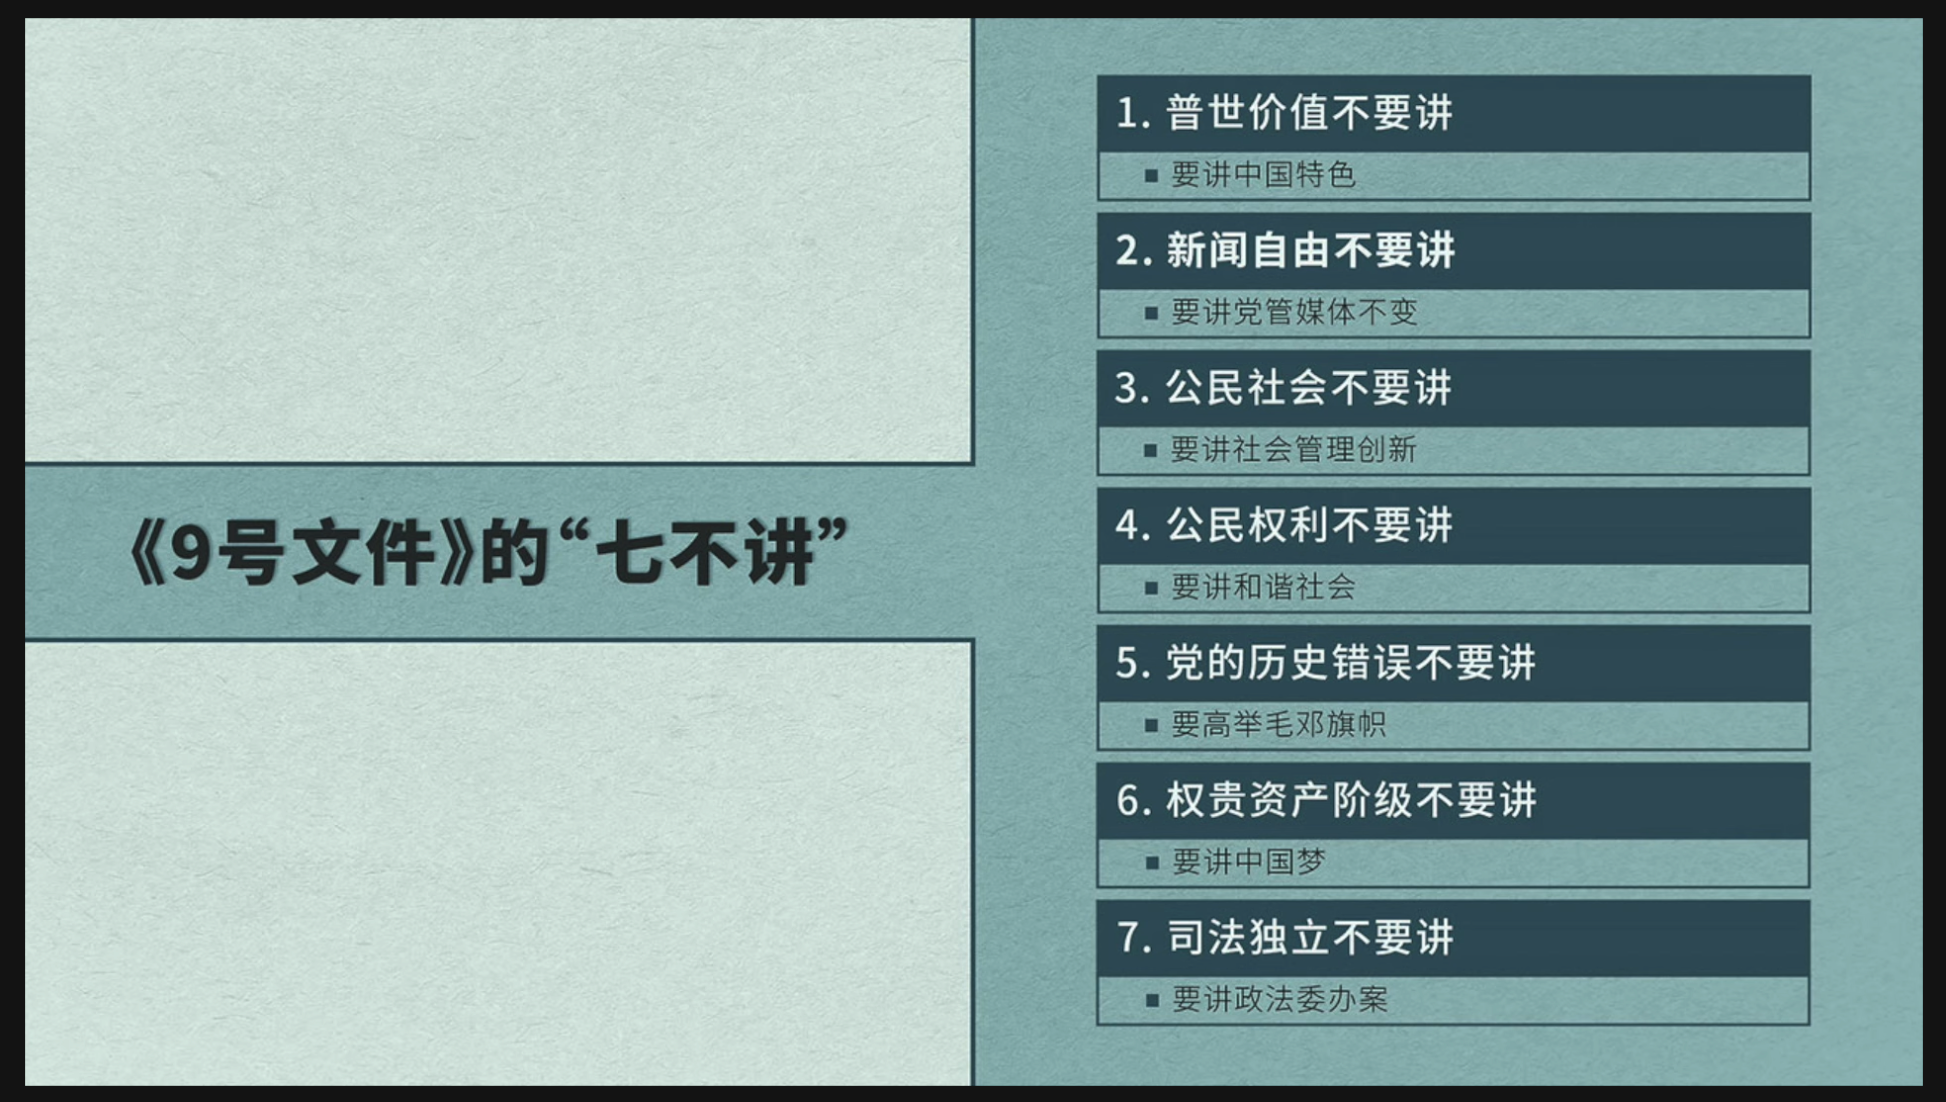 《9号文件》的“七不讲”
1. 普世价值不要讲
■ 要讲中国特色
2. 新闻自由不要讲
■ 要讲党管媒体不变
3. 公民社会不要讲
■ 要讲社会管理创新
4. 公民权利不要讲
■ 要讲和谐社会
5. 党的历史错误不要讲
■ 要高举毛邓旗帜
6. 权贵资产阶级不要讲
■ 要讲中国梦
7. 司法独立不要讲
■ 要讲政法委办案